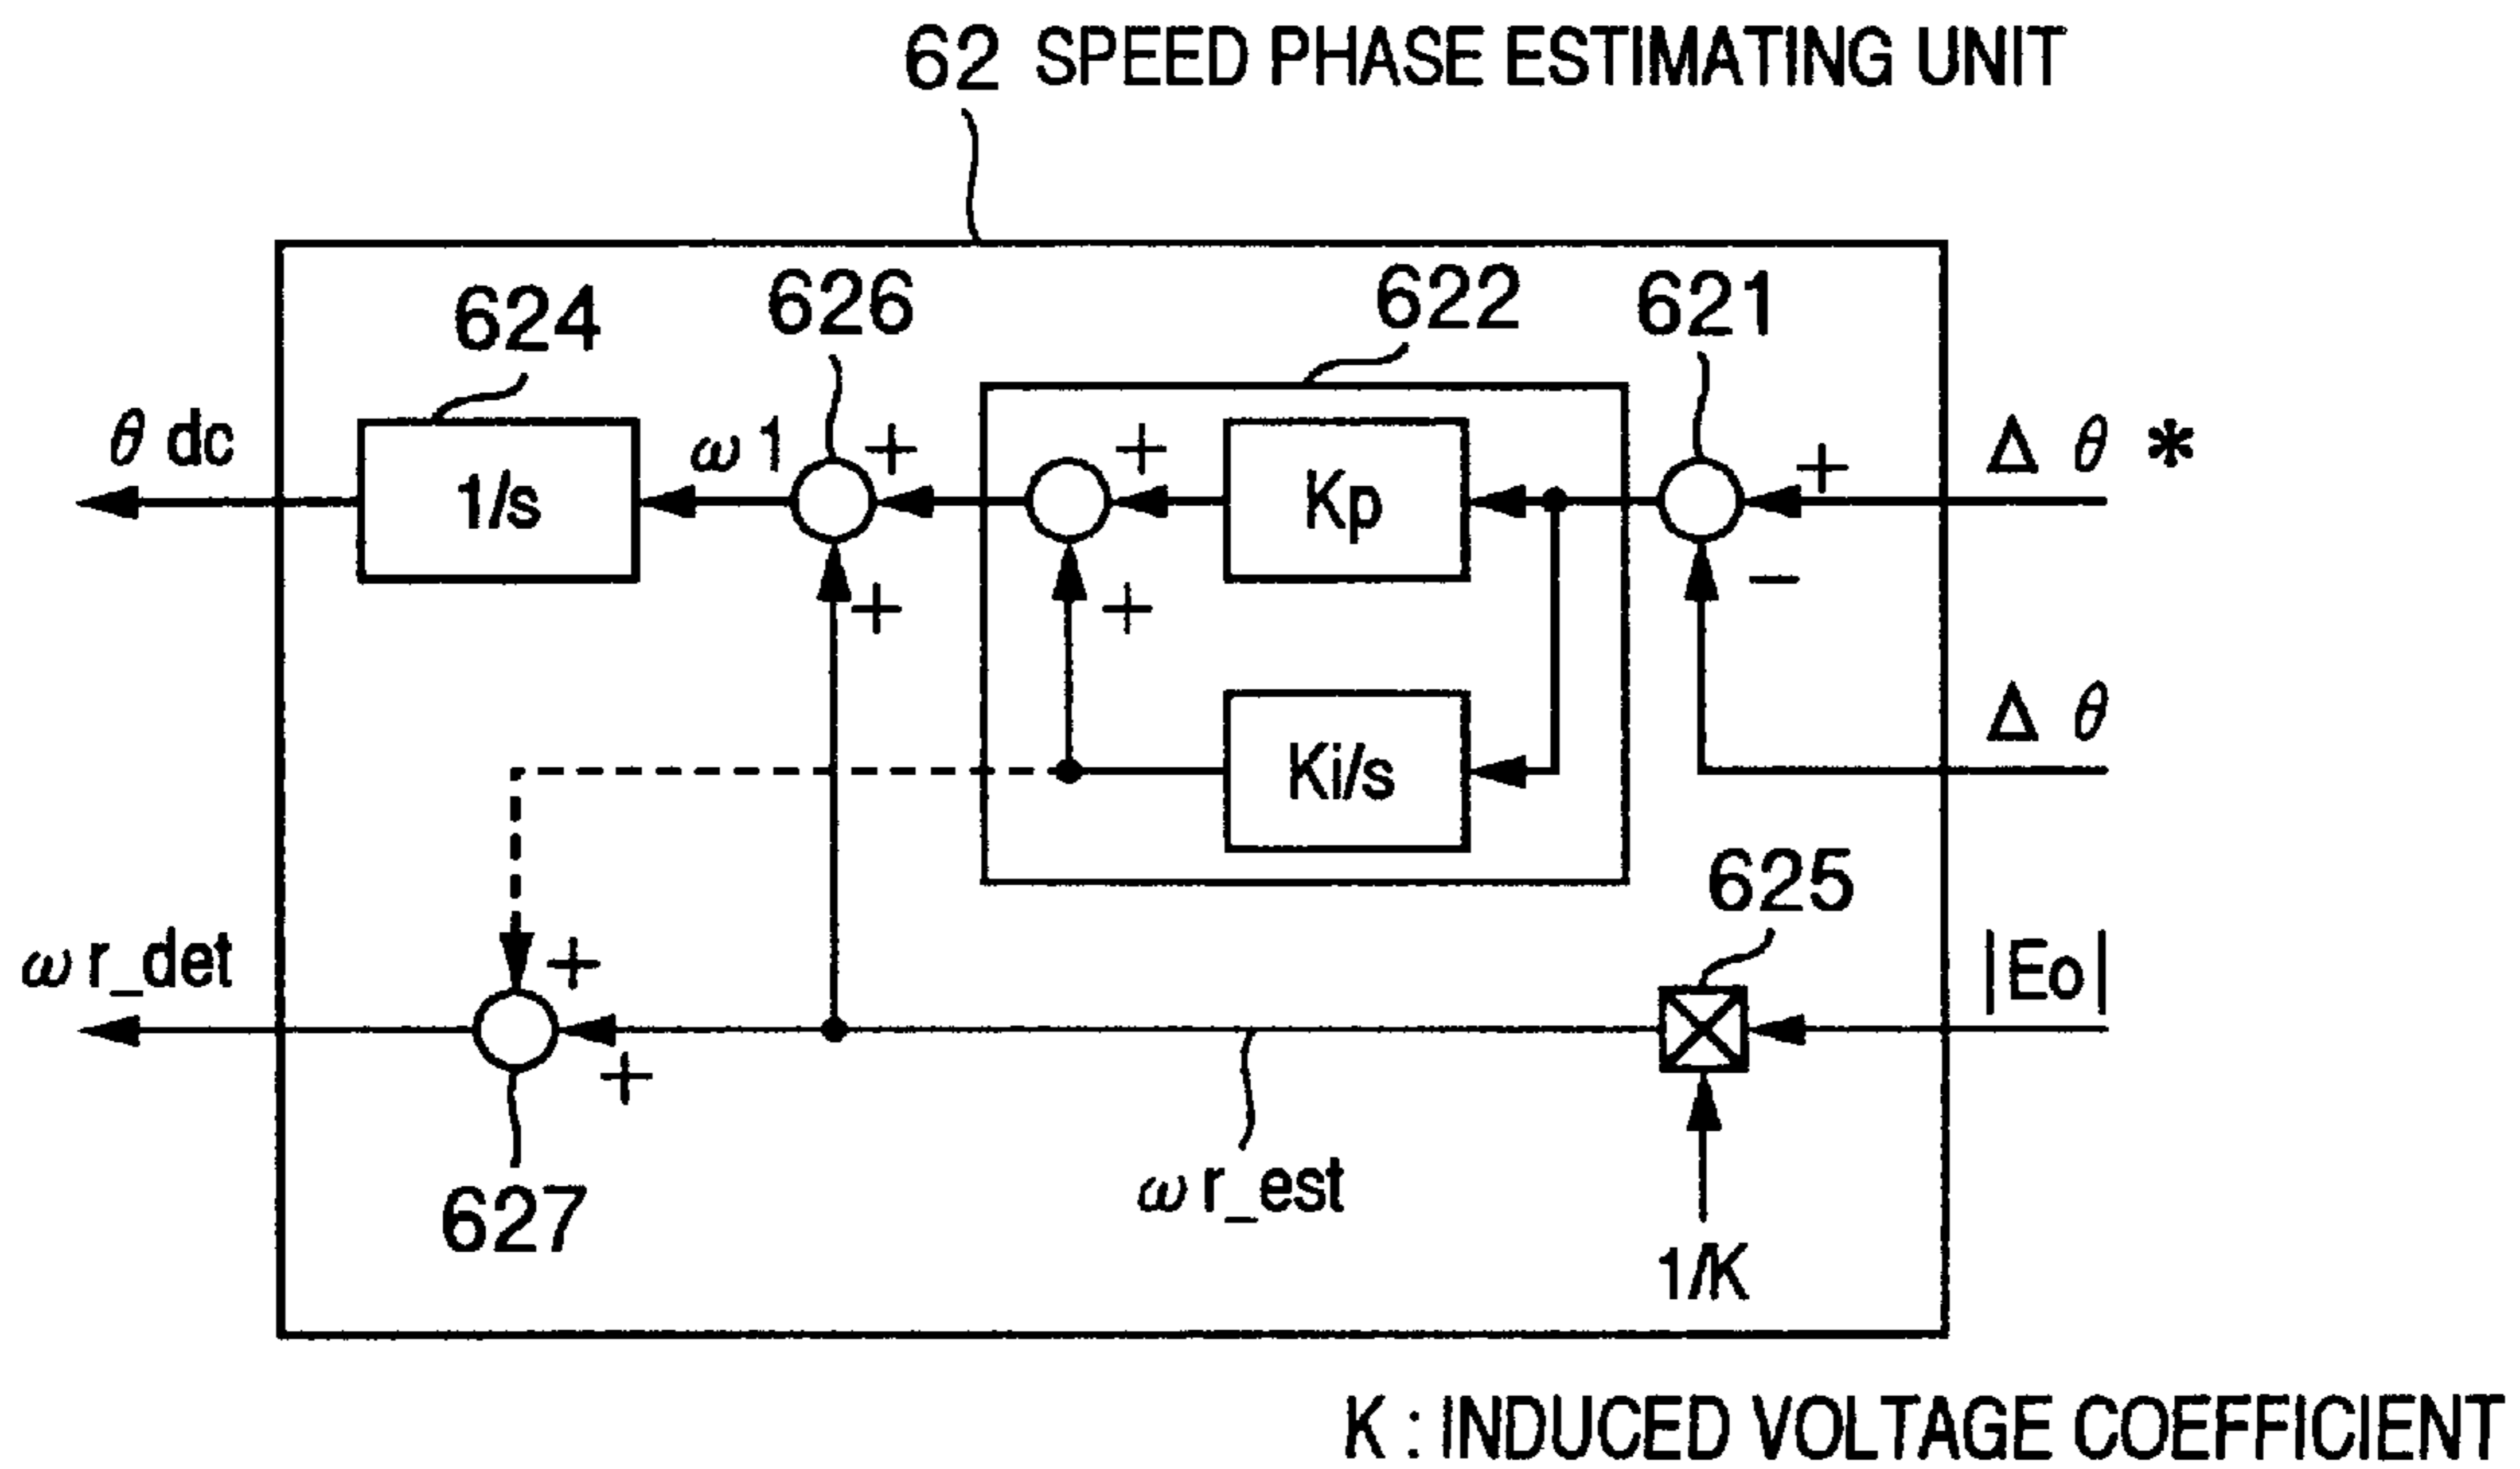 62 SPEED PHASE ESTIMATING UNIT
624
626
622
621
θ dc
1/s
ω1
+
+
+
+
Kp
+
Δ θ *
−
Δ θ
Ki/s
625
ω r_det
+
+
|Eo|
627
ω r_est
1/K
K : INDUCED VOLTAGE COEFFICIENT